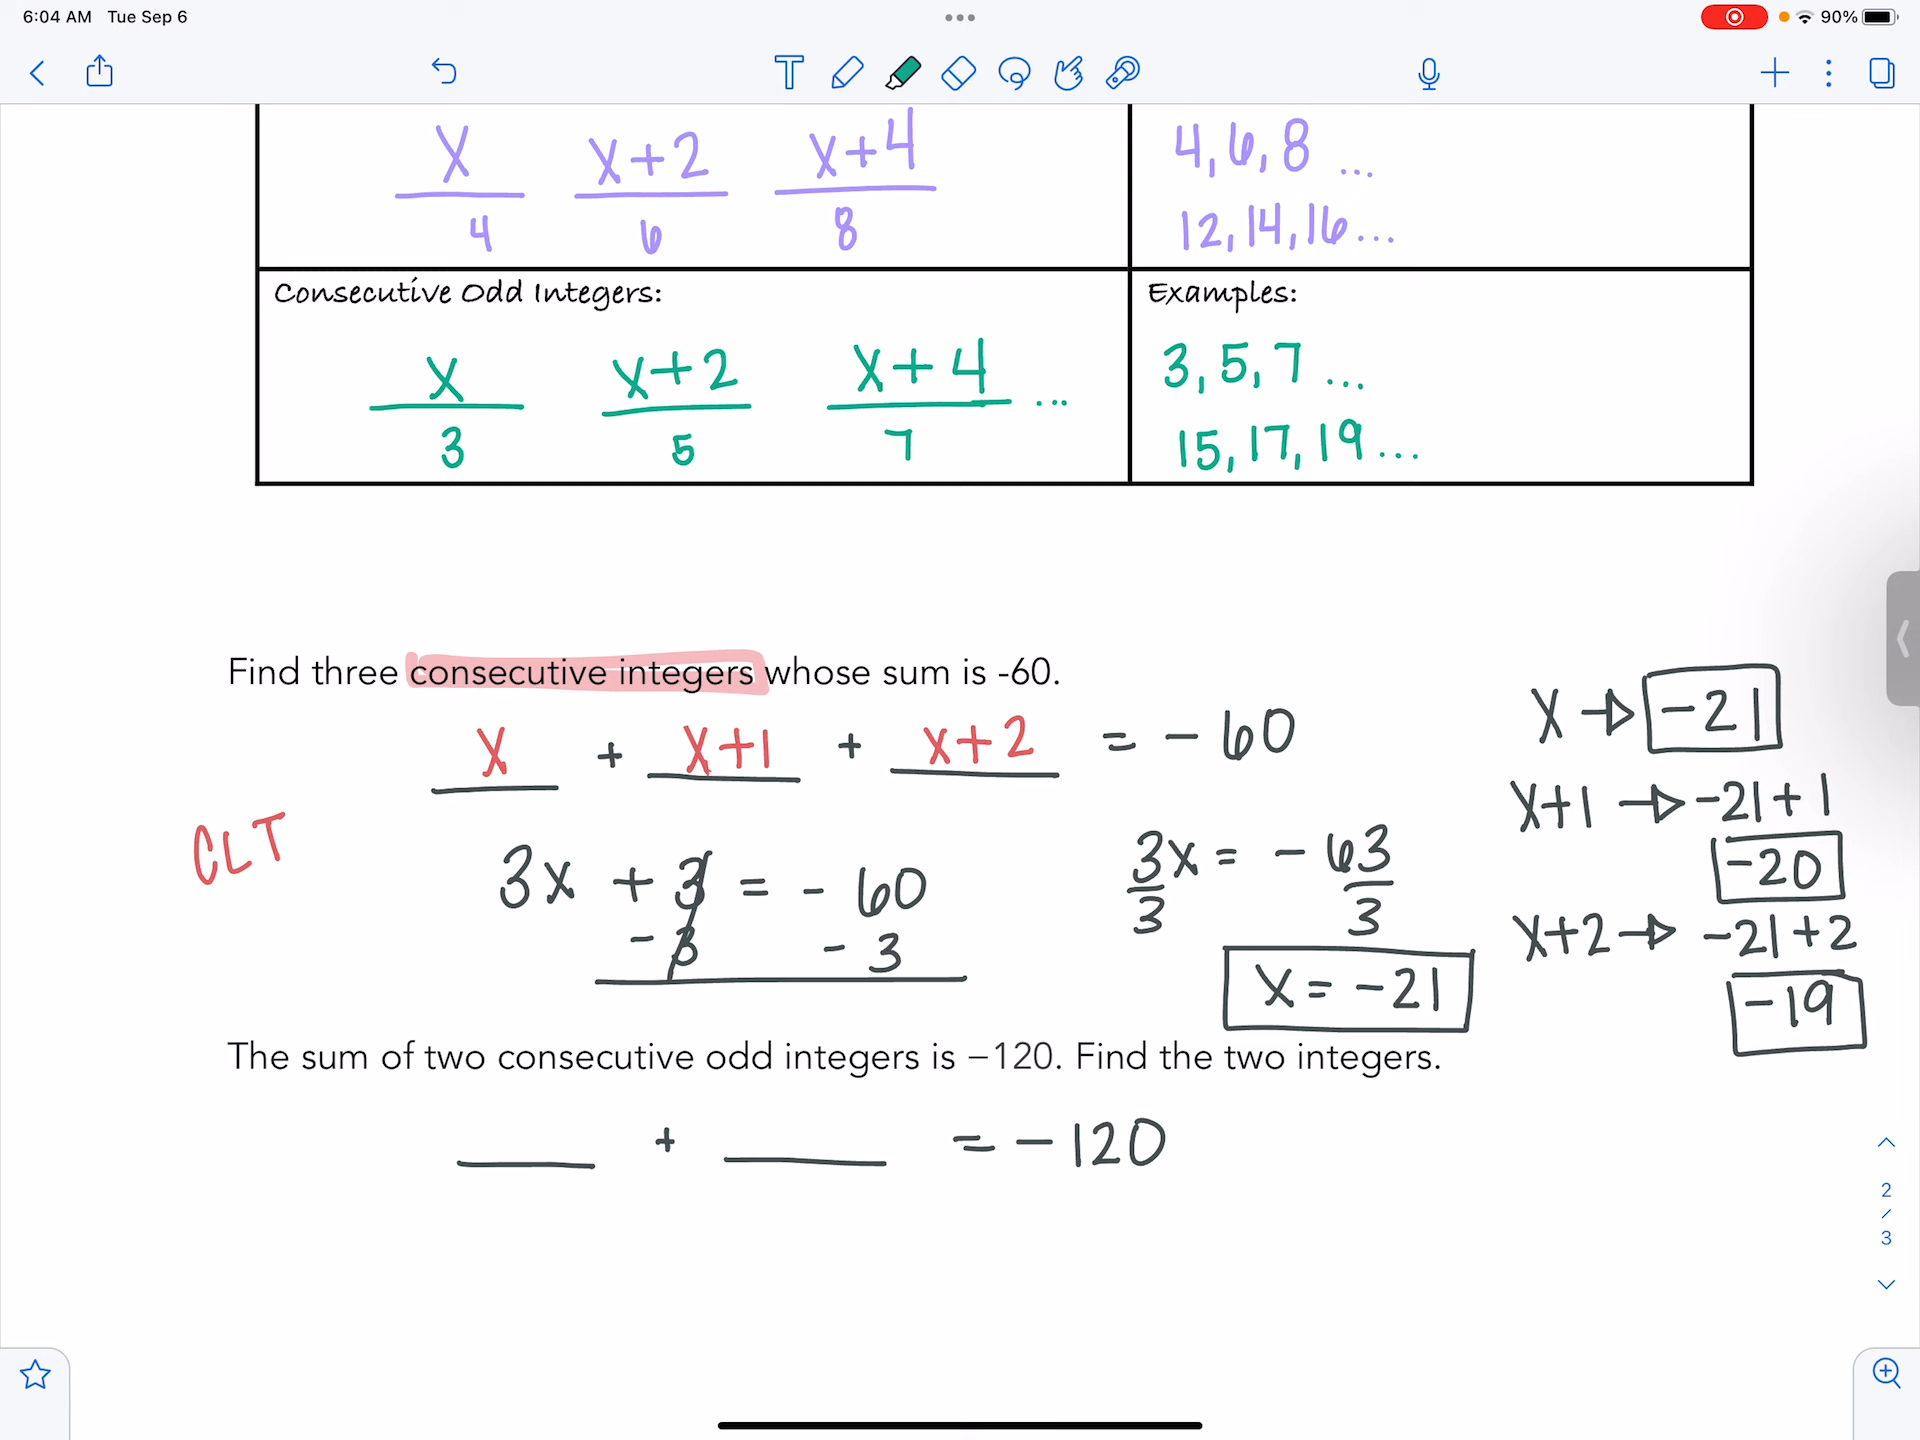 6:04 AM Tue Sep 6
90%
T
x x+2 x+4
4 6 8
4, 6, 8 ...
12, 14, 16 ...
Consecutive Odd Integers:
x x+2 x+4 ...
3 5 7
Examples:
3, 5, 7 ...
15, 17, 19 ...
Find three consecutive integers whose sum is -60.
x + x+1 + x+2 = - 60
CLT
3x + 3 = - 60
- 3 - 3
3x = - 63
3 3
x = -21
x → -21
x+1 → -21+1
-20
x+2 → -21+2
-19
The sum of two consecutive odd integers is −120. Find the two integers.
___ + ___ = -120
2
/
3